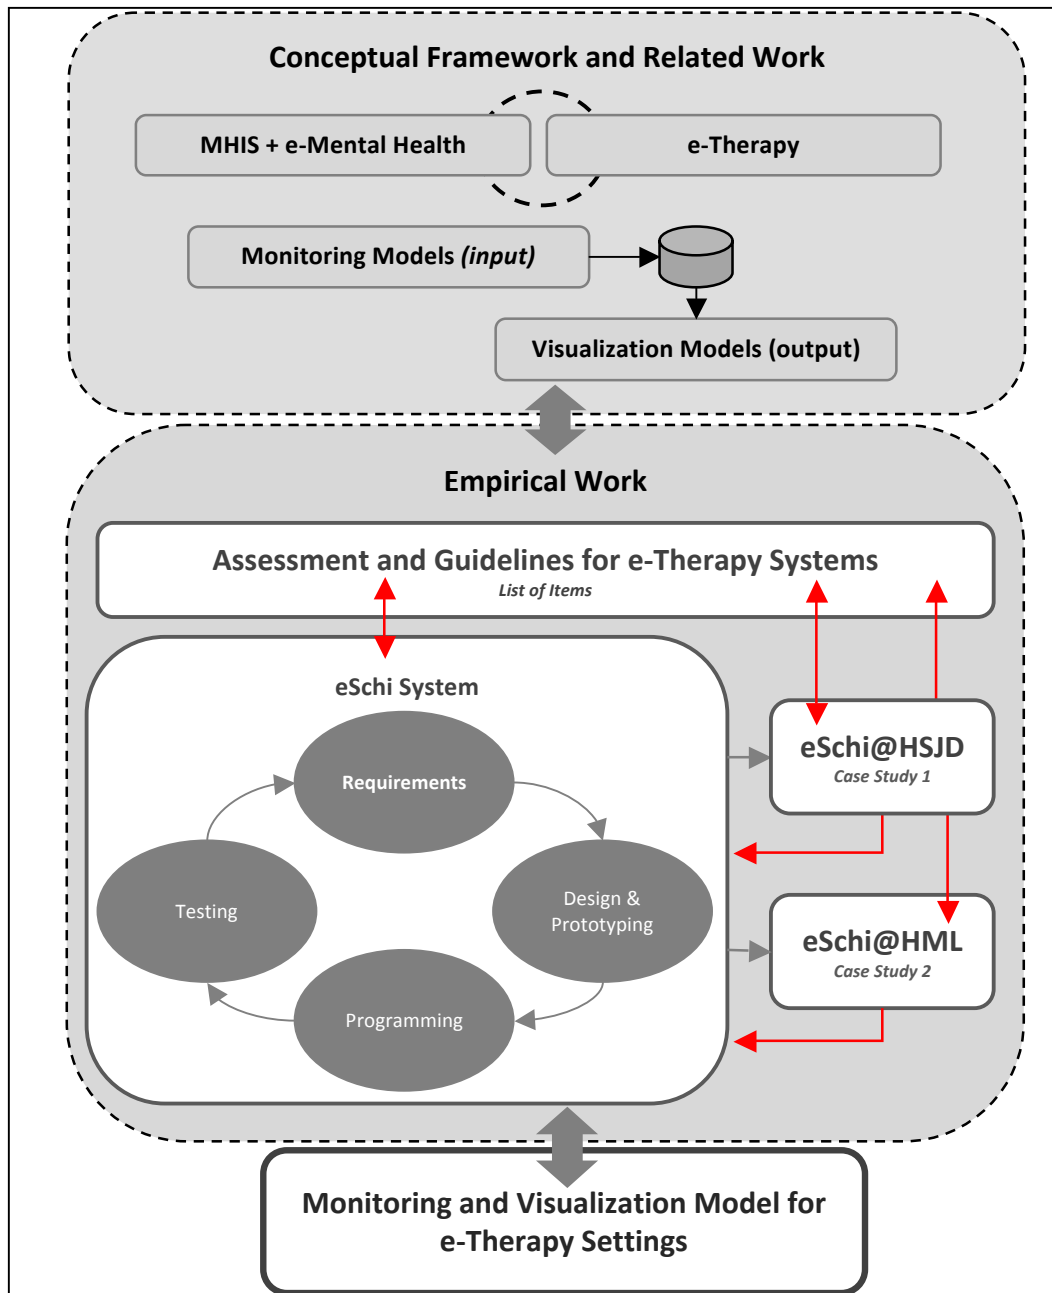 Conceptual Framework and Related Work
MHIS + e-Mental Health
e-Therapy
Monitoring Models (input)
Visualization Models (output)
Empirical Work
Assessment and Guidelines for e-Therapy Systems
List of Items
eSchi System
Requirements
Testing
Design &
Prototyping
Programming
eSchi@HSJD
Case Study 1
eSchi@HML
Case Study 2
Monitoring and Visualization Model for
e-Therapy Settings